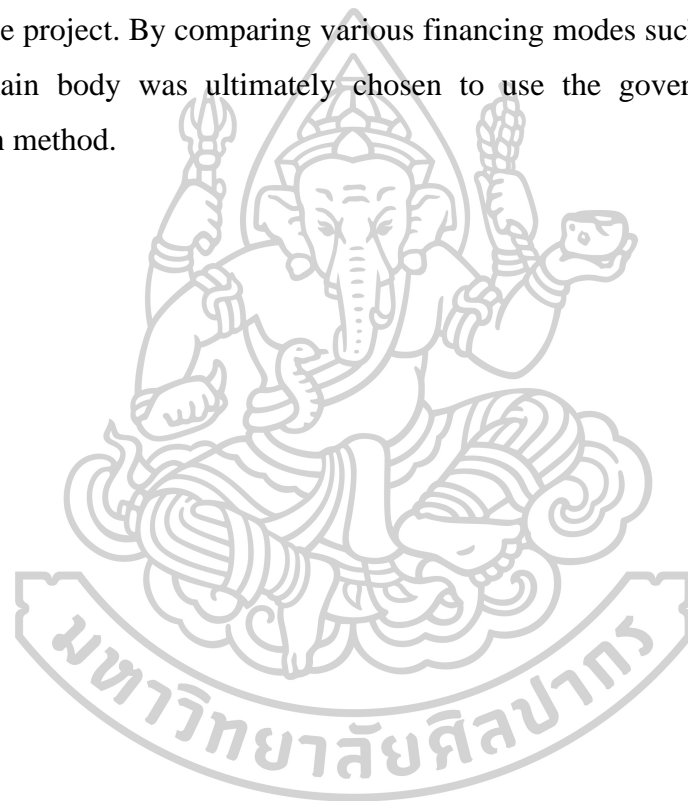 e project. By comparing various financing modes suc
ain body was ultimately chosen to use the gover
n method.
มหาวิทยาลัยศิลปากร